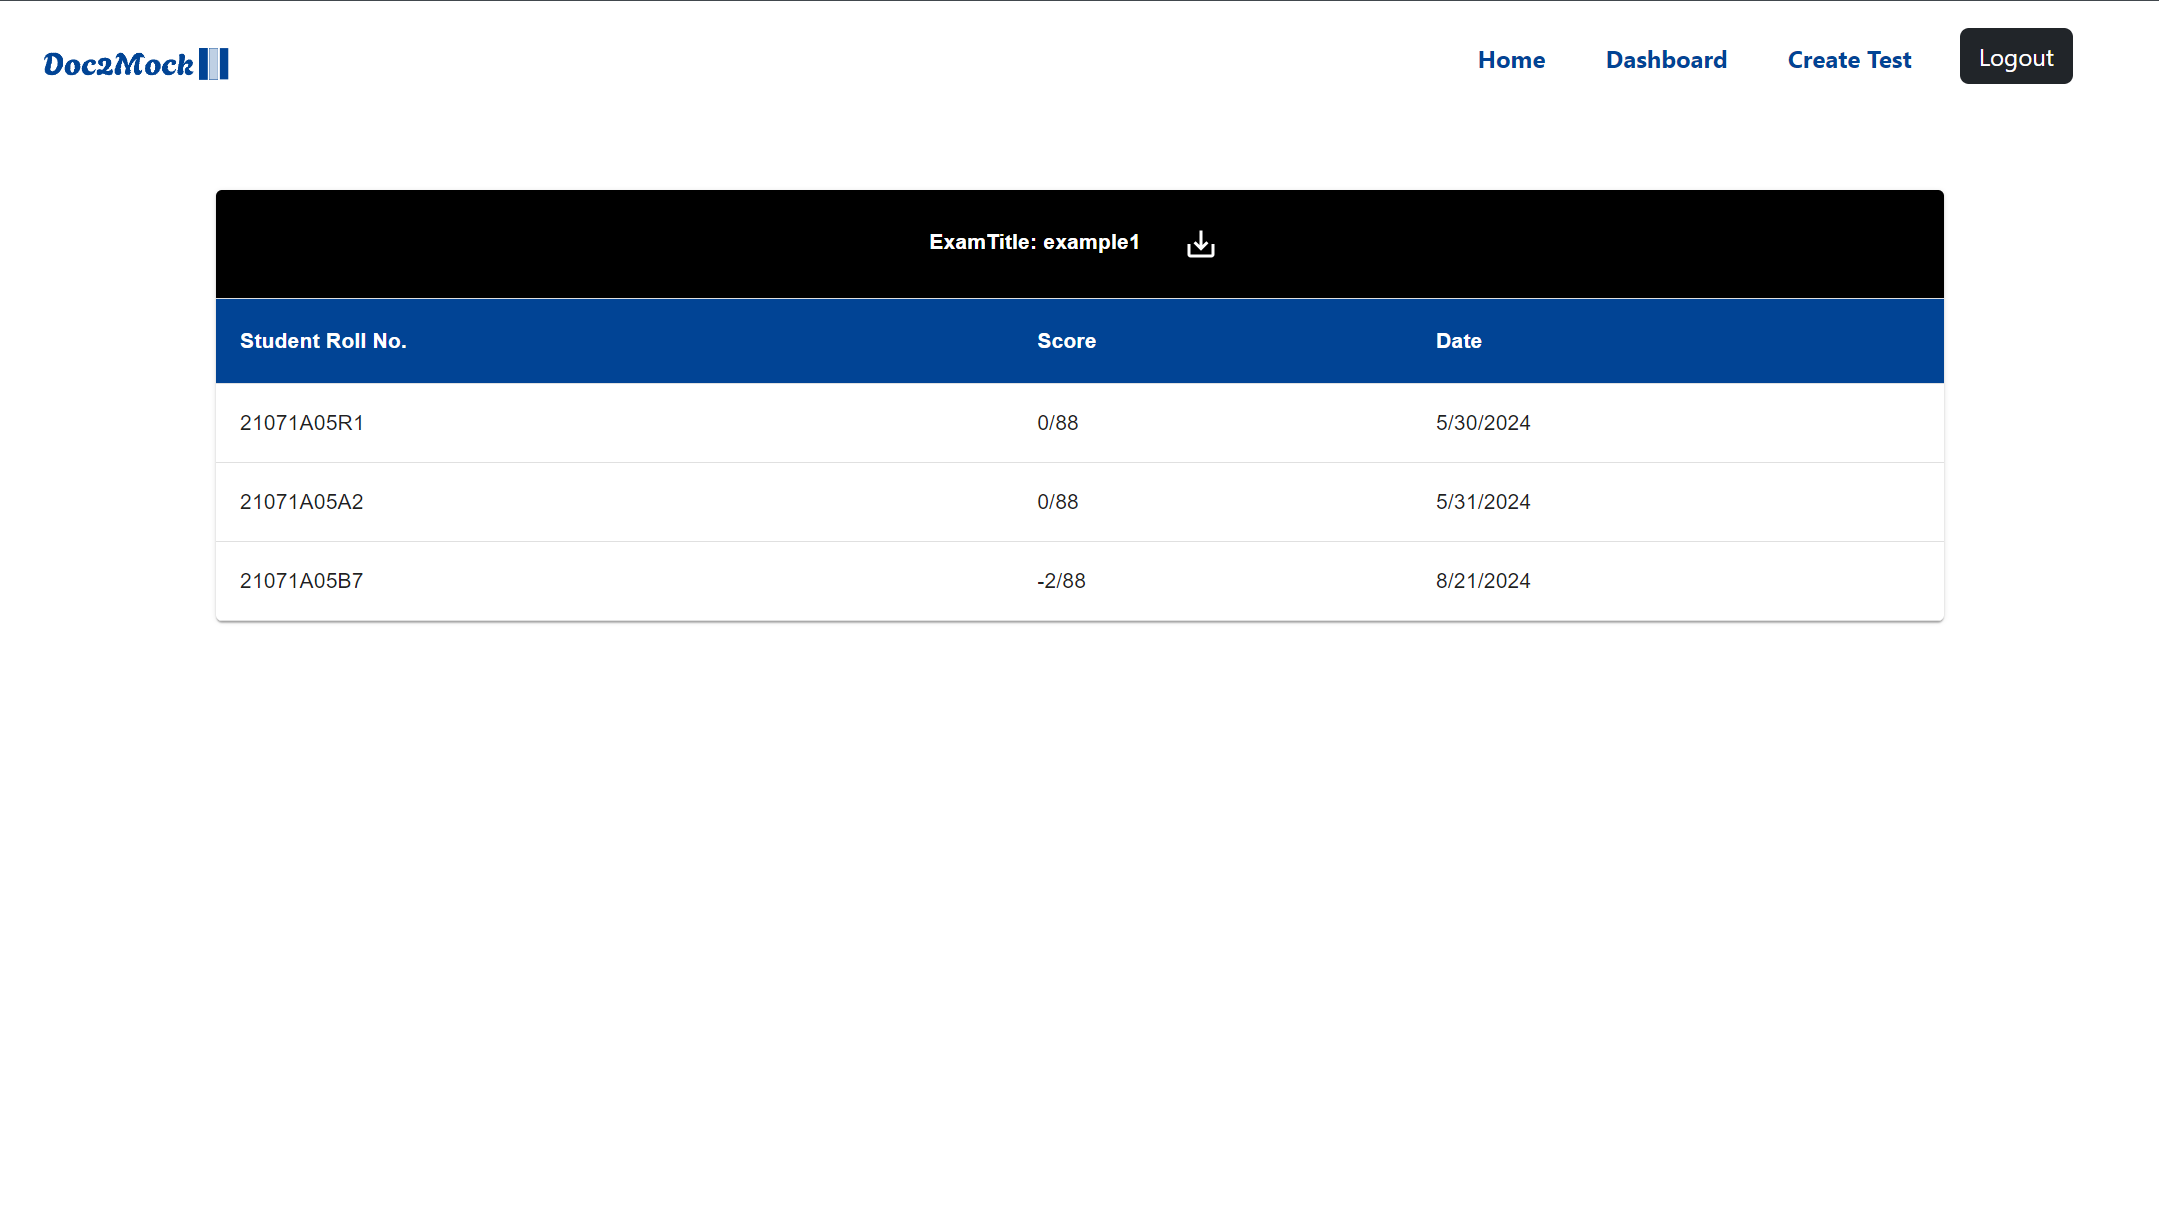 Doc2Mock
Home Dashboard Create Test Logout
ExamTitle: example1
Student Roll No. Score Date
21071A05R1 0/88 5/30/2024
21071A05A2 0/88 5/31/2024
21071A05B7 -2/88 8/21/2024